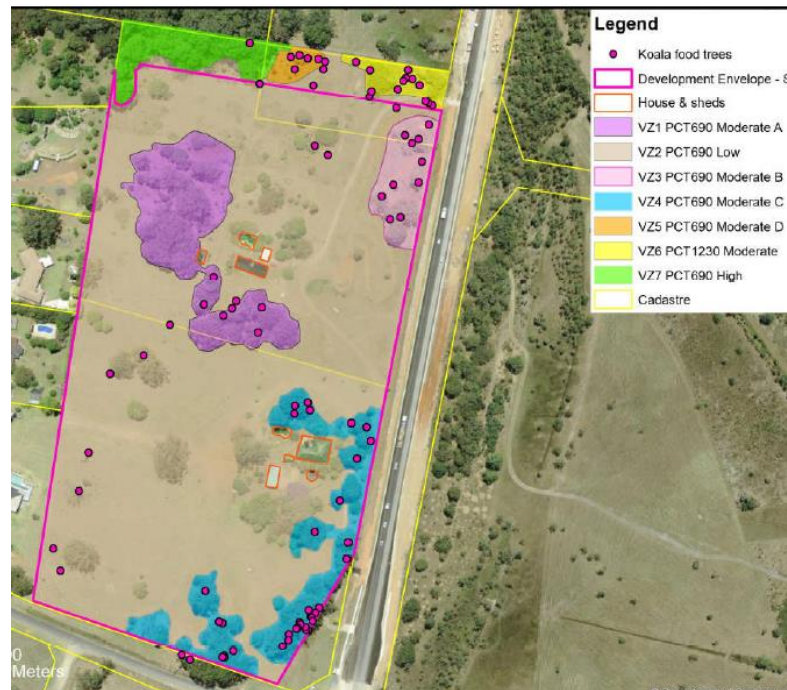 Legend
Koala food trees
Development Envelope - S
House & sheds
VZ1 PCT690 Moderate A
VZ2 PCT690 Low
VZ3 PCT690 Moderate B
VZ4 PCT690 Moderate C
VZ5 PCT690 Moderate D
VZ6 PCT1230 Moderate
VZ7 PCT690 High
Cadastre
0
Meters